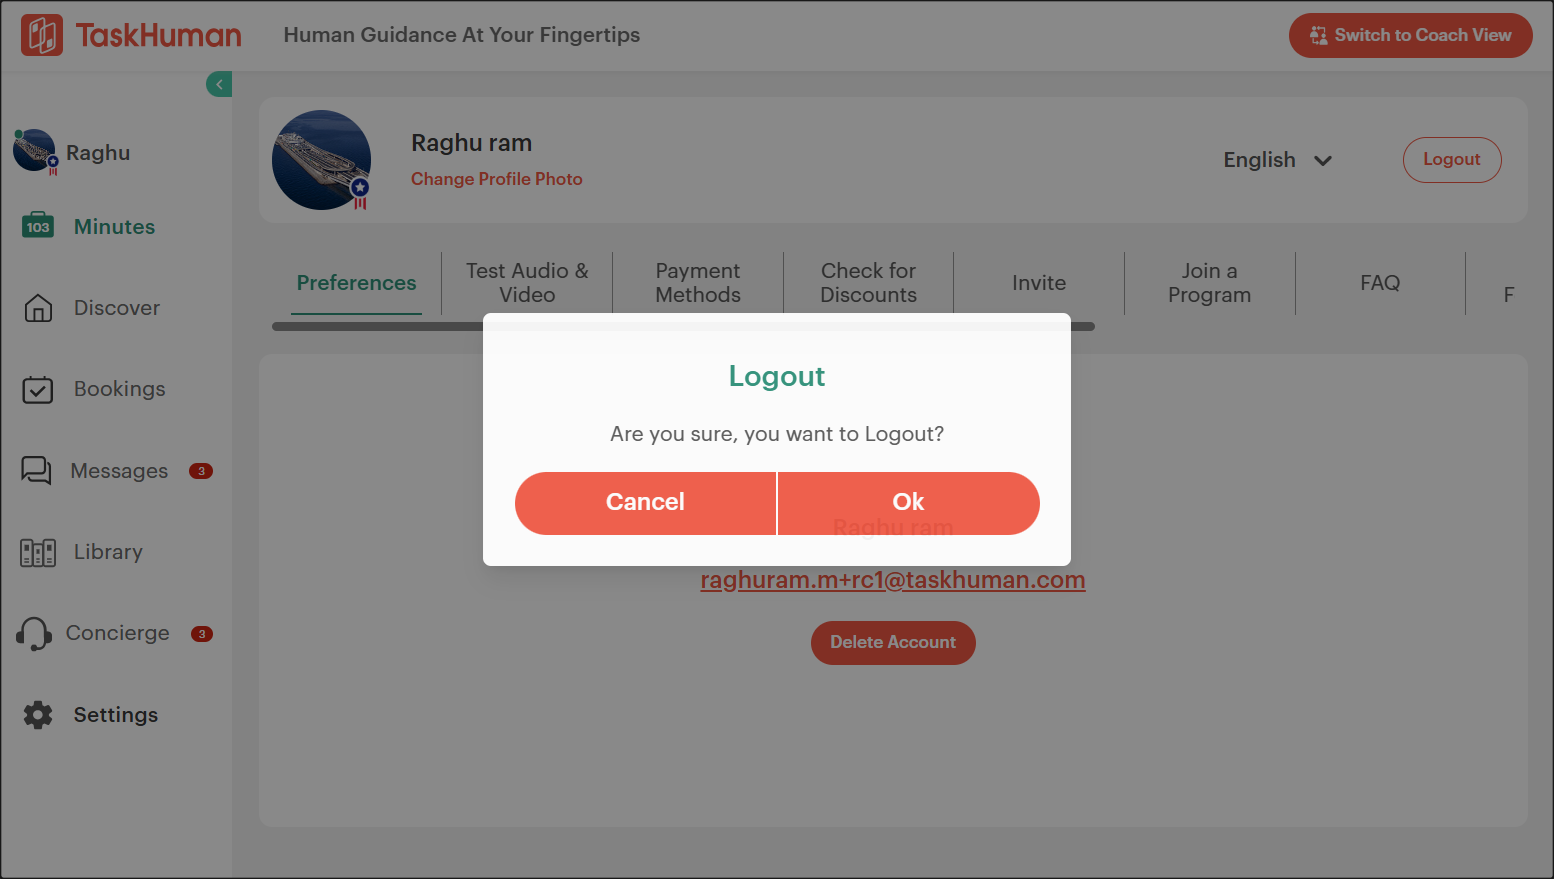 TaskHuman
Human Guidance At Your Fingertips
Switch to Coach View
Raghu
103
Minutes
Discover
Bookings
Messages
3
Library
Concierge
3
Settings
Raghu ram
Change Profile Photo
English
Logout
Preferences
Test Audio &
Video
Payment
Methods
Check for
Discounts
Invite
Join a
Program
FAQ
F
Logout
Are you sure, you want to Logout?
Cancel
Ok
Raghu ram
raghuram.m+rc1@taskhuman.com
Delete Account